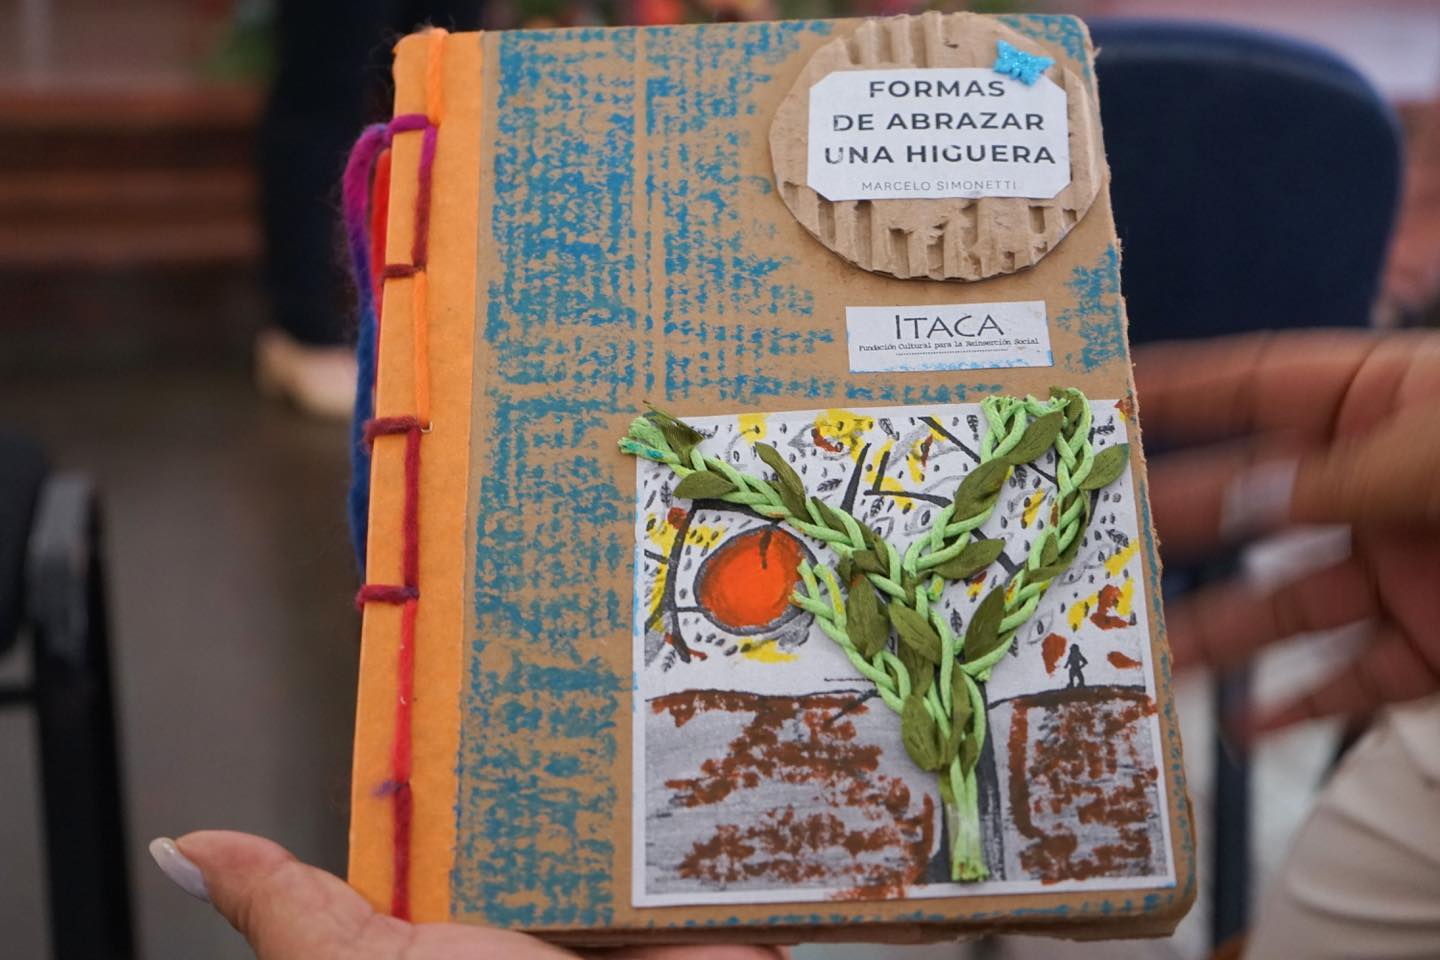 FORMAS
DE ABRAZAR
UNA HIGUERA
MARCELO SIMONETTI
ITACA
Fundación Cultural para la Reinserción Social